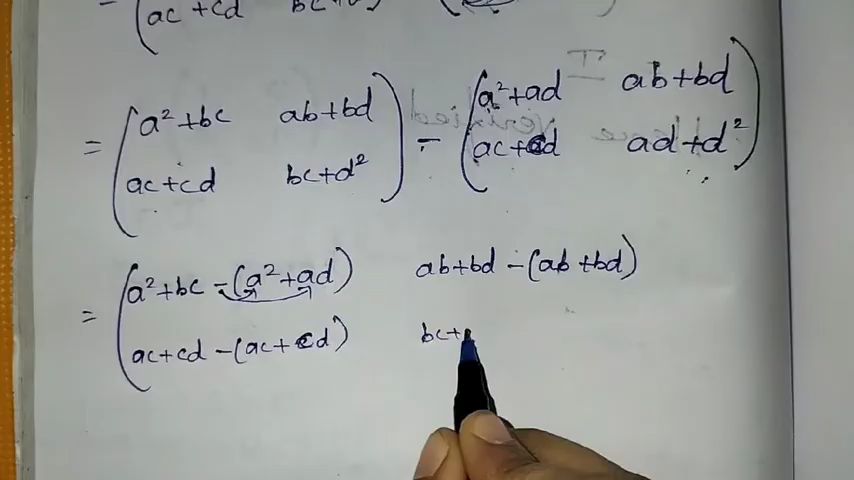 = (ac + cd
= (a² + bc ab + bd) - (a² + ad ab + bd)
(ac + cd bc + d²) (ac + cd ad + d²)
= (a² + bc - (a² + ad) ab + bd - (ab + bd)
(ac + cd - (ac + cd) bc +